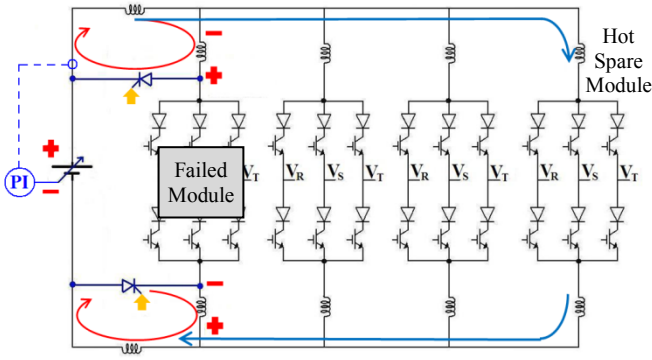 Hot
Spare
Module
+
−
+
−
PI
Failed
Module
V_T
V_R
V_S
V_T
V_R
V_S
V_T
V_R
V_S
V_T
−
+